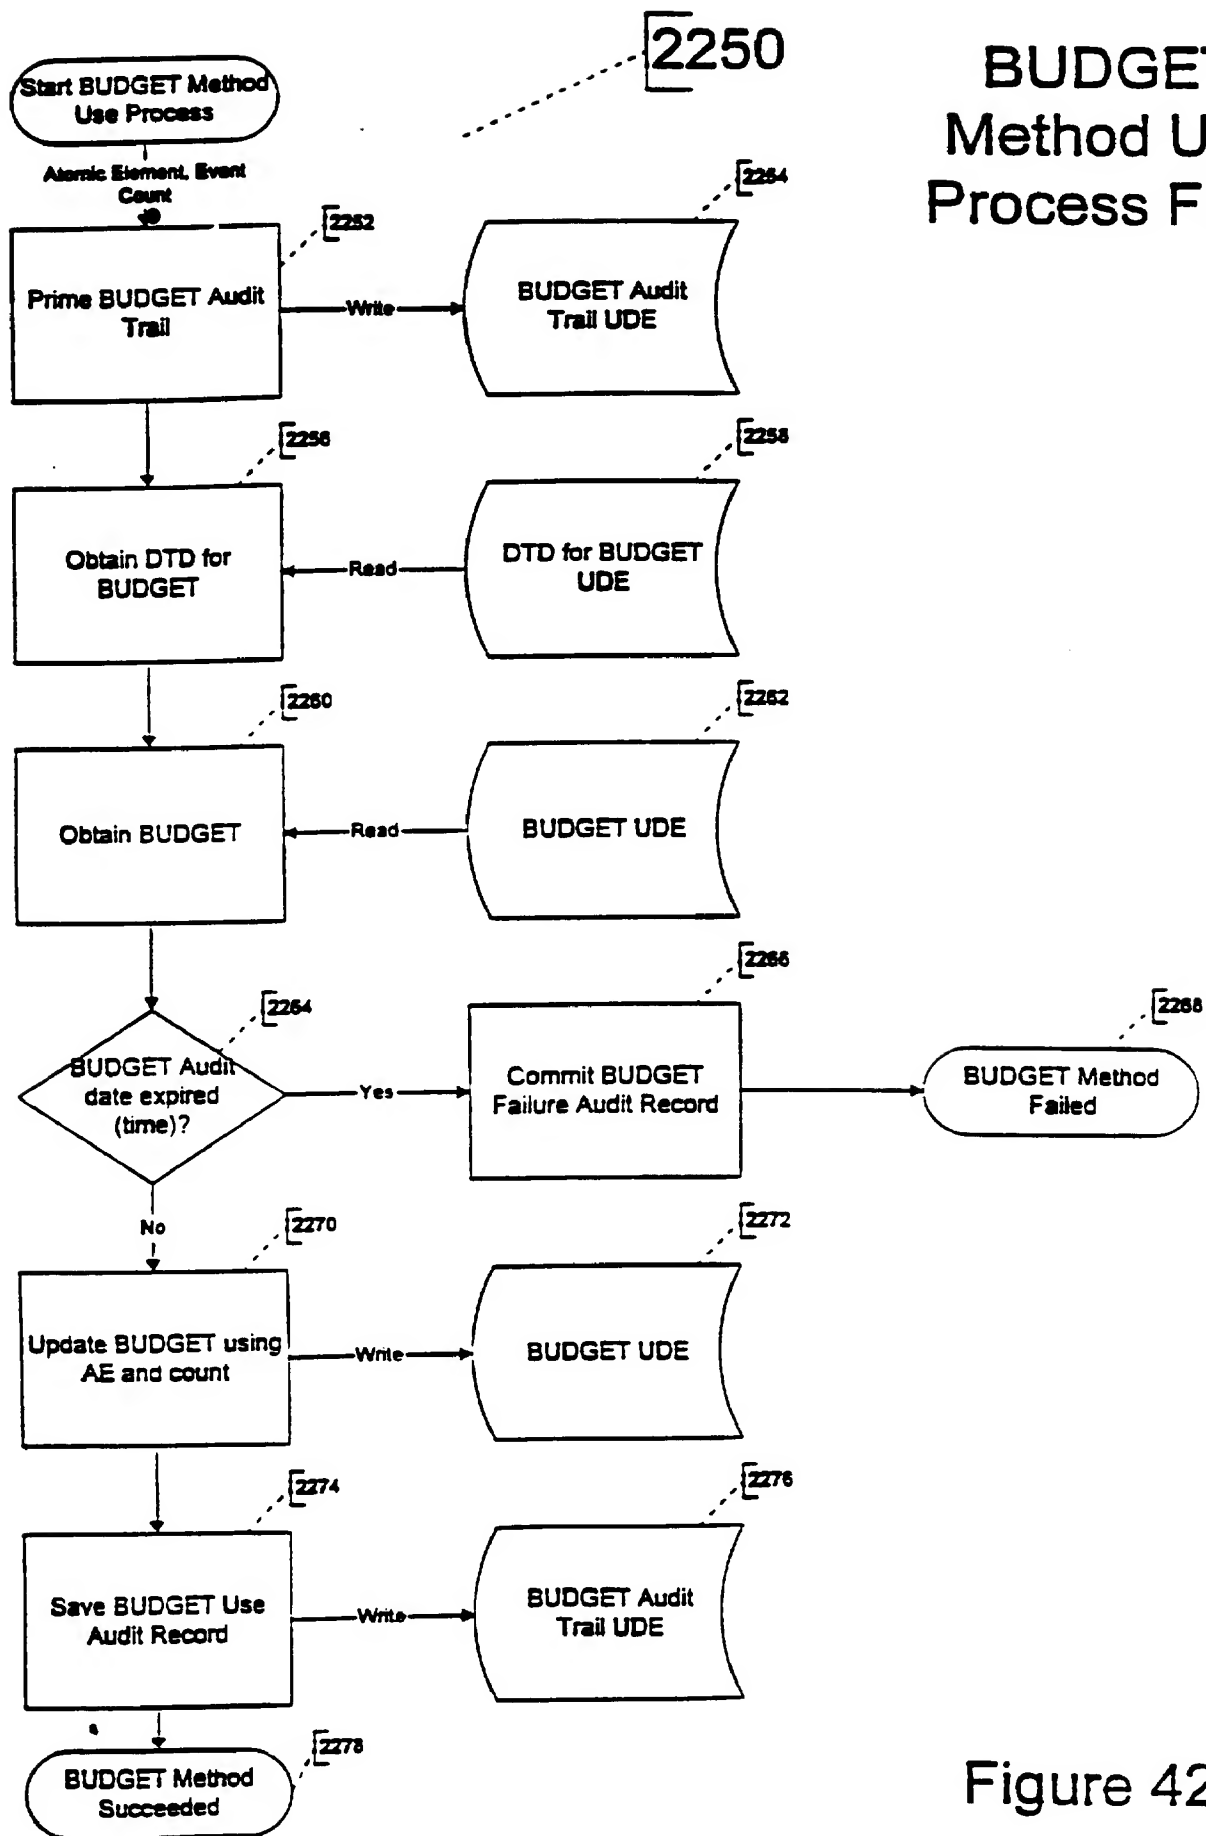 2250
BUDGET
Method U
Process F
Start BUDGET Method
Use Process
Atomic Element, Event
Count
2252
2254
Prime BUDGET Audit
Trail
Write
BUDGET Audit
Trail UDE
2256
2258
Obtain DTD for
BUDGET
Read
DTD for BUDGET
UDE
2260
2262
Obtain BUDGET
Read
BUDGET UDE
2264
2266
2268
BUDGET Audit
date expired
(time)?
Yes
Commit BUDGET
Failure Audit Record
BUDGET Method
Failed
No
2270
2272
Update BUDGET using
AE and count
Write
BUDGET UDE
2274
2276
Save BUDGET Use
Audit Record
Write
BUDGET Audit
Trail UDE
2278
BUDGET Method
Succeeded
Figure 42